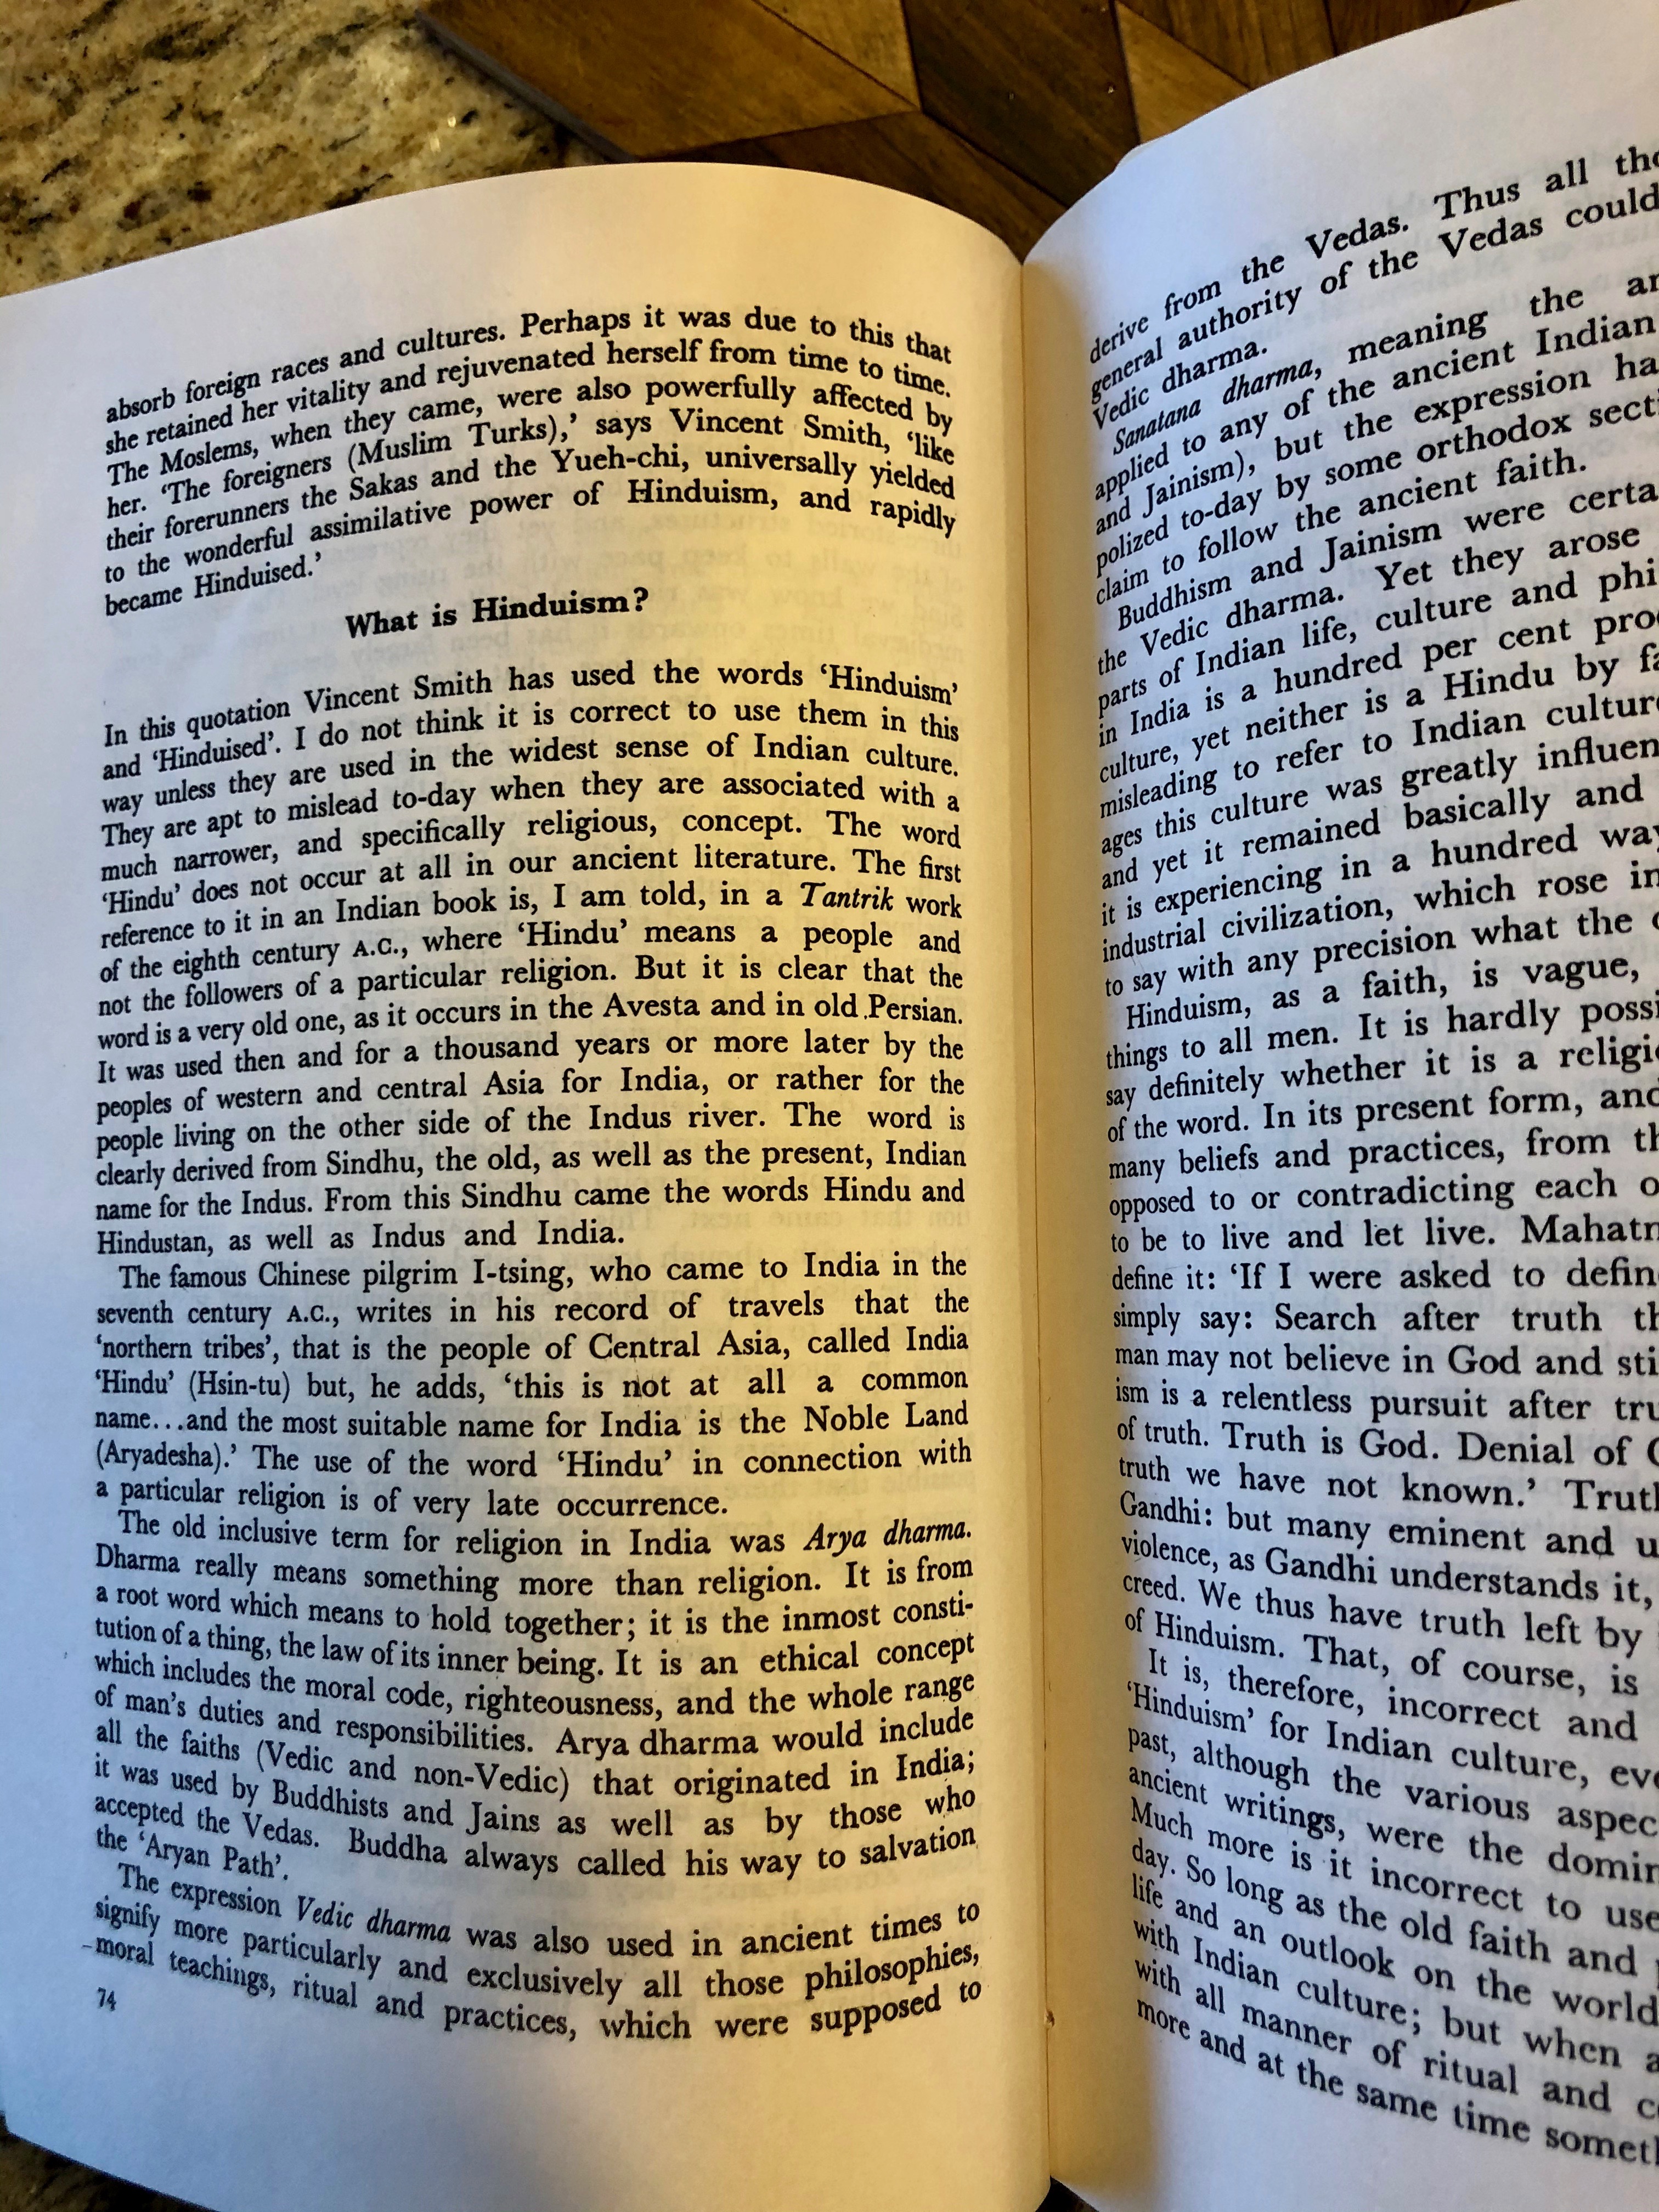 absorb foreign races and cultures. Perhaps it was due to this that
she retained her vitality and rejuvenated herself from time to time.
The Moslems, when they came, were also powerfully affected by
her. ‘The foreigners (Muslim Turks),’ says Vincent Smith, ‘like
their forerunners the Sakas and the Yueh-chi, universally yielded
to the wonderful assimilative power of Hinduism, and rapidly
became Hinduised.’
What is Hinduism?
In this quotation Vincent Smith has used the words ‘Hinduism’
and ‘Hinduised’. I do not think it is correct to use them in this
way unless they are used in the widest sense of Indian culture.
They are apt to mislead to-day when they are associated with a
much narrower, and specifically religious, concept. The word
‘Hindu’ does not occur at all in our ancient literature. The first
reference to it in an Indian book is, I am told, in a Tantrik work
of the eighth century A.C., where ‘Hindu’ means a people and
not the followers of a particular religion. But it is clear that the
word is a very old one, as it occurs in the Avesta and in old Persian.
It was used then and for a thousand years or more later by the
peoples of western and central Asia for India, or rather for the
people living on the other side of the Indus river. The word is
clearly derived from Sindhu, the old, as well as the present, Indian
name for the Indus. From this Sindhu came the words Hindu and
Hindustan, as well as Indus and India.
The famous Chinese pilgrim I-tsing, who came to India in the
seventh century A.C., writes in his record of travels that the
‘northern tribes’, that is the people of Central Asia, called India
‘Hindu’ (Hsin-tu) but, he adds, ‘this is not at all a common
name...and the most suitable name for India is the Noble Land
(Aryadesha).’ The use of the word ‘Hindu’ in connection with
a particular religion is of very late occurrence.
The old inclusive term for religion in India was Arya dharma.
Dharma really means something more than religion. It is from
a root word which means to hold together; it is the inmost consti-
tution of a thing, the law of its inner being. It is an ethical concept
which includes the moral code, righteousness, and the whole range
of man’s duties and responsibilities. Arya dharma would include
all the faiths (Vedic and non-Vedic) that originated in India;
it was used by Buddhists and Jains as well as by those who
accepted the Vedas. Buddha always called his way to salvation
the ‘Aryan Path’.
The expression Vedic dharma was also used in ancient times to
signify more particularly and exclusively all those philosophies,
moral teachings, ritual and practices, which were supposed to
74
derive from the Vedas. Thus all
general authority of the Vedas could
Vedic dharma.
Sanatana dharma, meaning the
applied to any of the ancient Indian
and Jainism), but the expression
polized to-day by some orthodox
claim to follow the ancient faith.
Buddhism and Jainism were
the Vedic dharma. Yet they arose
parts of Indian life, culture and
in India is a hundred per cent
culture, yet neither is a Hindu by
misleading to refer to Indian
ages this culture was greatly
and yet it remained basically and
it is experiencing in a hundred
industrial civilization, which rose
to say with any precision what the
Hinduism, as a faith, is vague,
things to all men. It is hardly
say definitely whether it is a
of the word. In its present form,
many beliefs and practices, from
opposed to or contradicting each
to be to live and let live.
define it: ‘If I were asked to
simply say: Search after truth
man may not believe in God and
ism is a relentless pursuit after
of truth. Truth is God. Denial of
truth we have not known.’
Gandhi: but many eminent and
violence, as Gandhi understands it,
creed. We thus have truth left by
of Hinduism. That, of course, is
It is, therefore, incorrect and
‘Hinduism’ for Indian culture,
past, although the various
ancient writings, were the
Much more is it incorrect to use
day. So long as the old faith and
life and an outlook on the world
with Indian culture; but when
with all manner of ritual and
more and at the same time